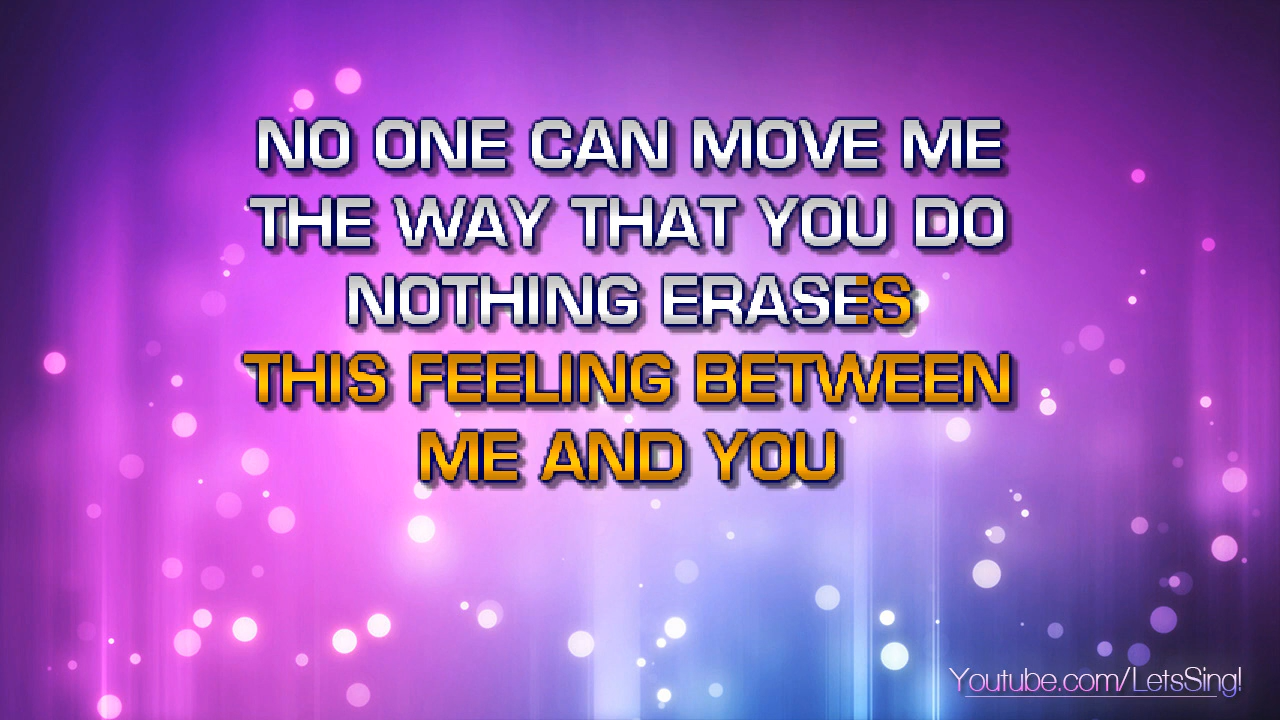 NO ONE CAN MOVE ME
THE WAY THAT YOU DO
NOTHING ERASES
THIS FEELING BETWEEN
ME AND YOU
Youtube.com/LetsSing!